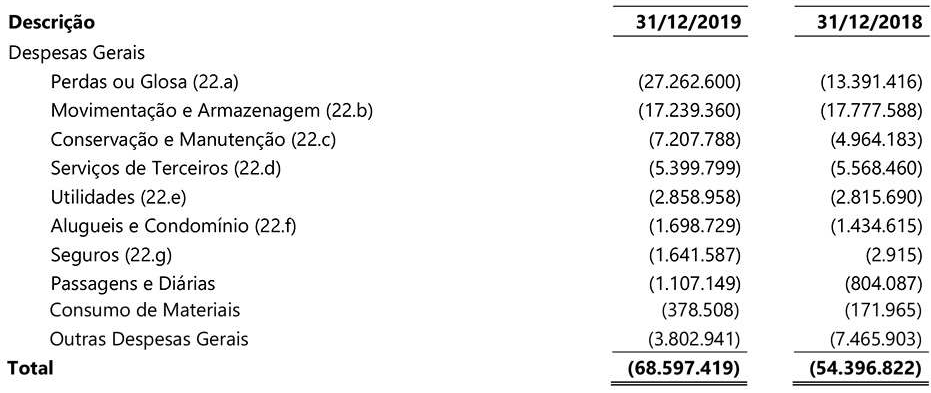 Descrição 31/12/2019 31/12/2018
Despesas Gerais
Perdas ou Glosa (22.a) (27.262.600) (13.391.416)
Movimentação e Armazenagem (22.b) (17.239.360) (17.777.588)
Conservação e Manutenção (22.c) (7.207.788) (4.964.183)
Serviços de Terceiros (22.d) (5.399.799) (5.568.460)
Utilidades (22.e) (2.858.958) (2.815.690)
Alugueis e Condomínio (22.f) (1.698.729) (1.434.615)
Seguros (22.g) (1.641.587) (2.915)
Passagens e Diárias (1.107.149) (804.087)
Consumo de Materiais (378.508) (171.965)
Outras Despesas Gerais (3.802.941) (7.465.903)
Total (68.597.419) (54.396.822)